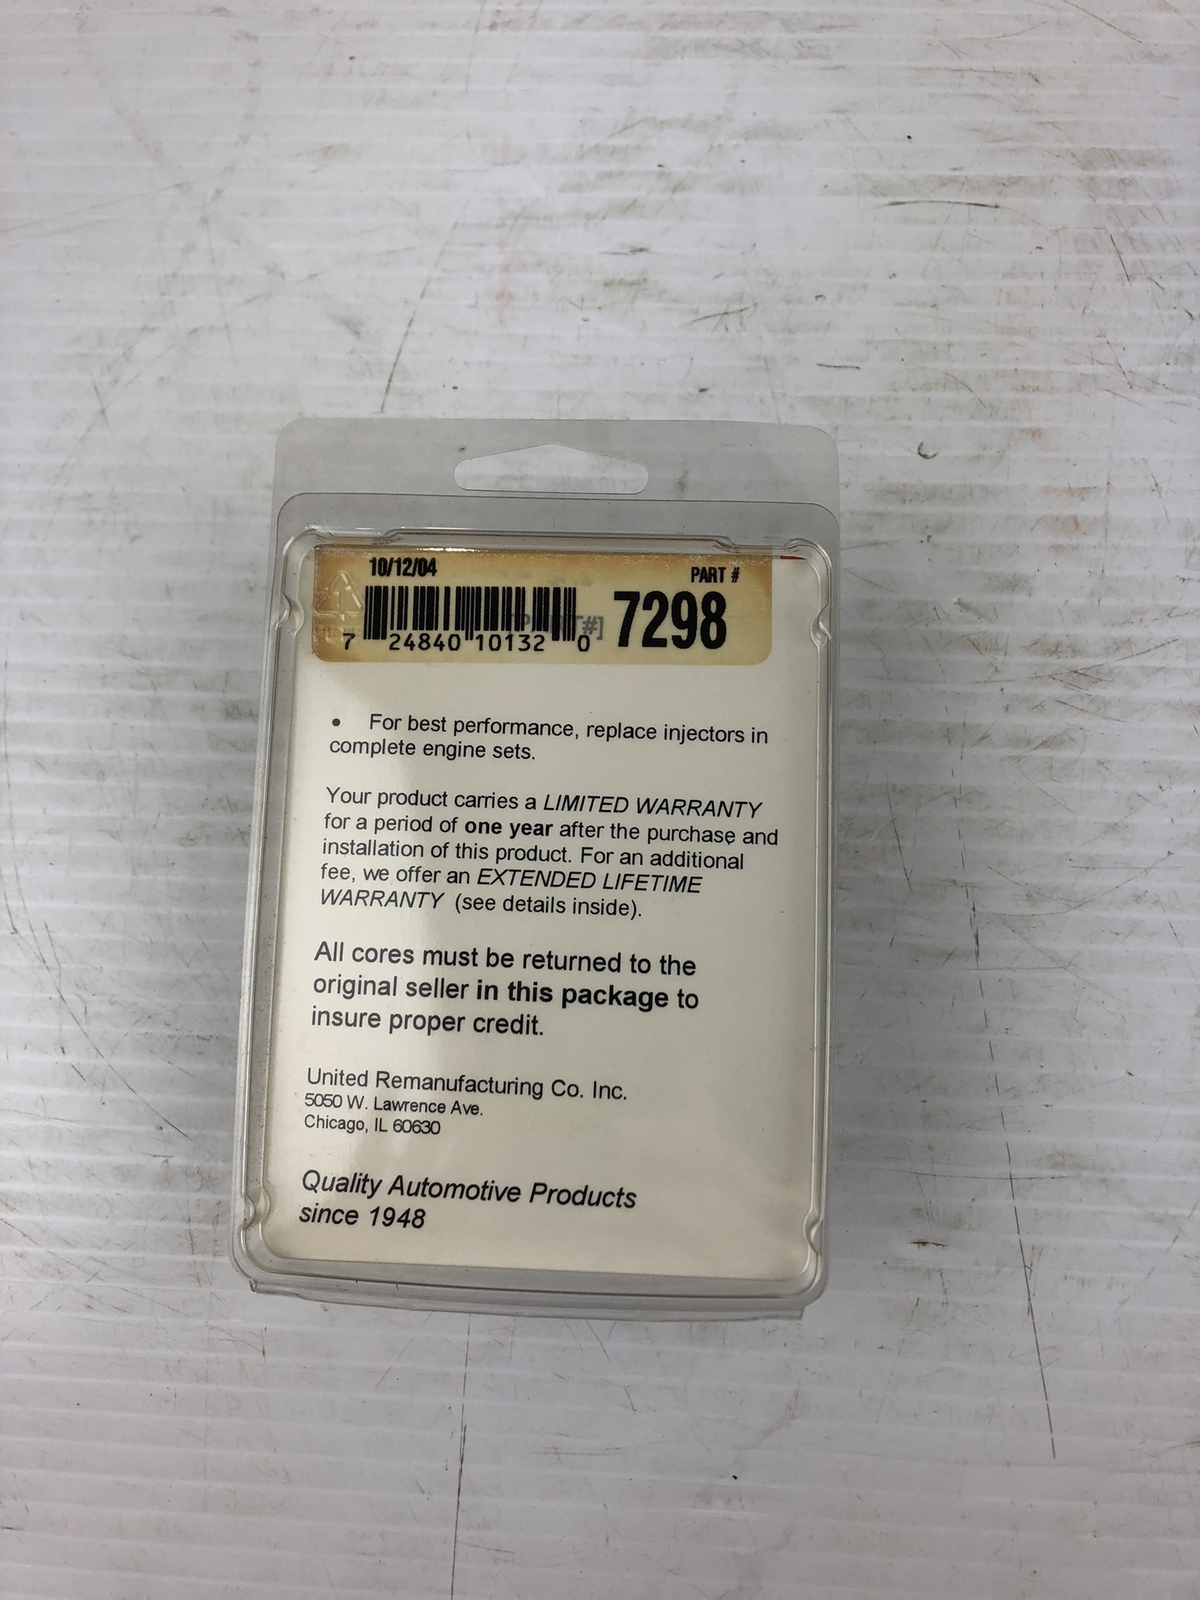 10/12/04
PART #
7 24840 10132 0 7298
• For best performance, replace injectors in
complete engine sets.
Your product carries a LIMITED WARRANTY
for a period of one year after the purchase and
installation of this product. For an additional
fee, we offer an EXTENDED LIFETIME
WARRANTY (see details inside).
All cores must be returned to the
original seller in this package to
insure proper credit.
United Remanufacturing Co. Inc.
5050 W. Lawrence Ave.
Chicago, IL 60630
Quality Automotive Products
since 1948